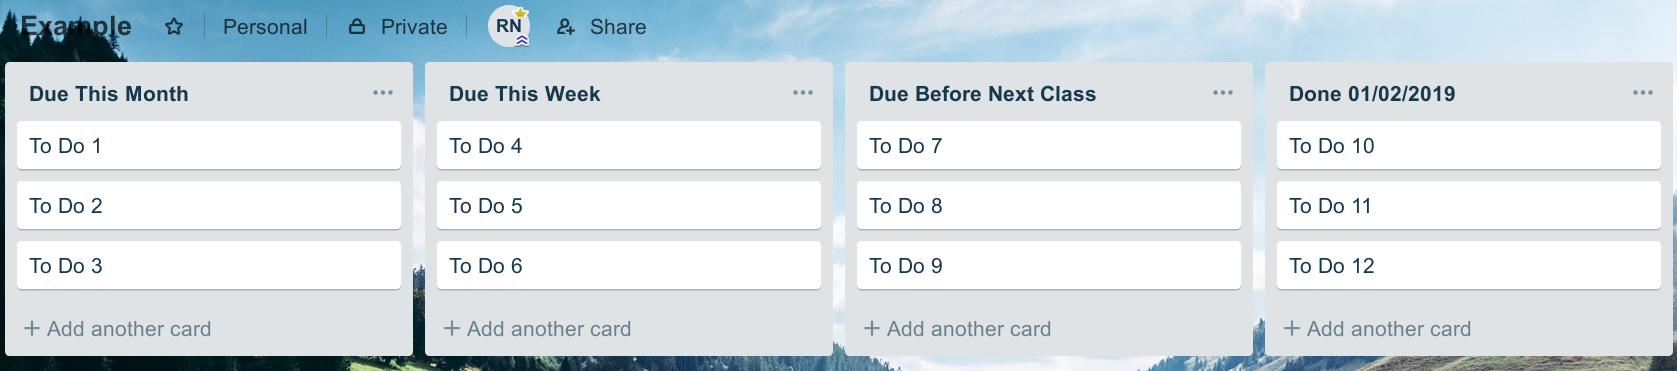 Example Personal Private RN Share
Due This Month
To Do 1
To Do 2
To Do 3
+ Add another card
Due This Week
To Do 4
To Do 5
To Do 6
+ Add another card
Due Before Next Class
To Do 7
To Do 8
To Do 9
+ Add another card
Done 01/02/2019
To Do 10
To Do 11
To Do 12
+ Add another card